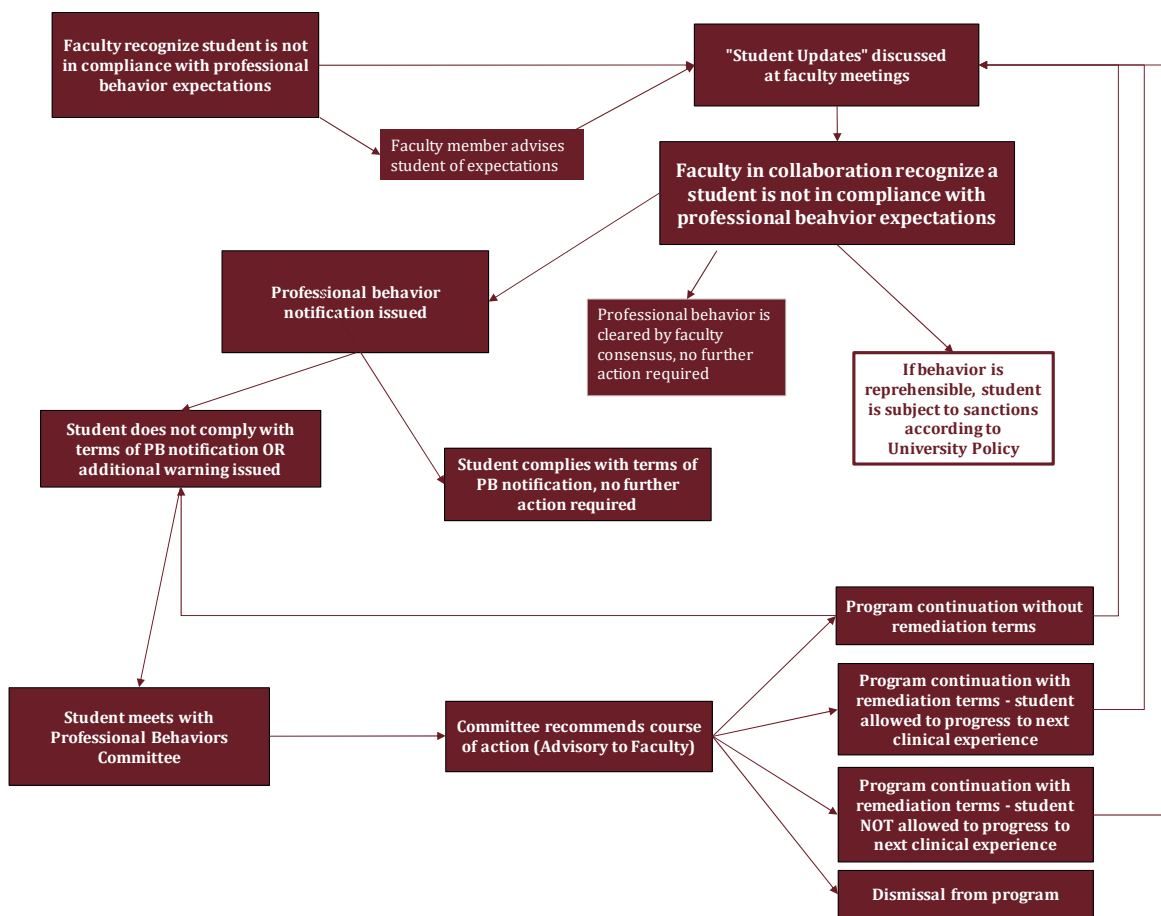 Faculty recognize student is not
in compliance with professional
behavior expectations
"Student Updates" discussed
at faculty meetings
Faculty member advises
student of expectations
Faculty in collaboration recognize a
student is not in compliance with
professional beahvior expectations
Professional behavior
notification issued
Professional behavior is
cleared by faculty
consensus, no further
action required
If behavior is
reprehensible, student
is subject to sanctions
according to
University Policy
Student does not comply with
terms of PB notification OR
additional warning issued
Student complies with terms of
PB notification, no further
action required
Program continuation without
remediation terms
Student meets with
Professional Behaviors
Committee
Committee recommends course
of action (Advisory to Faculty)
Program continuation with
remediation terms - student
allowed to progress to next
clinical experience
Program continuation with
remediation terms - student
NOT allowed to progress to
next clinical experience
Dismissal from program